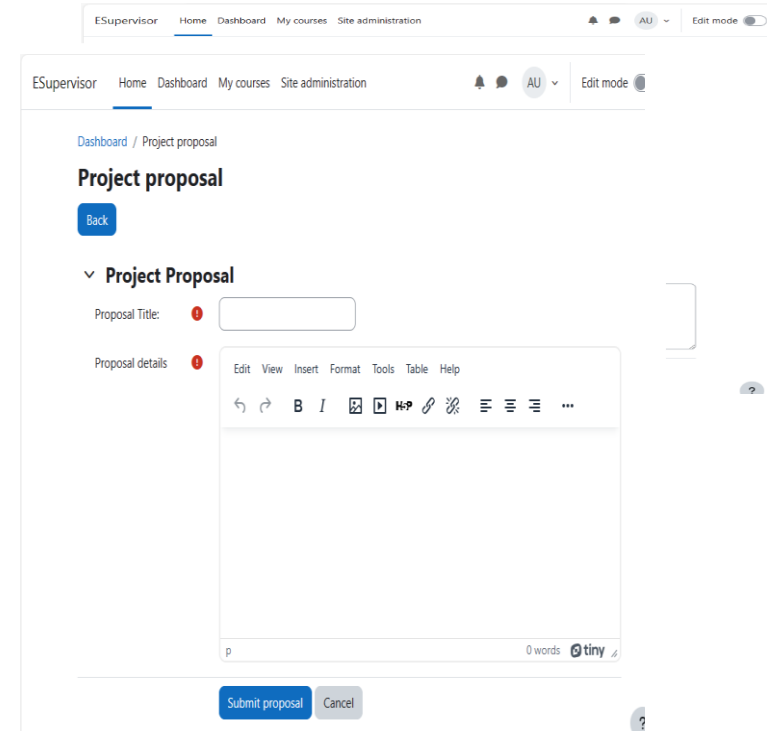 ESupervisor Home Dashboard My courses Site administration AU Edit mode
ESupervisor Home Dashboard My courses Site administration AU Edit mode
Dashboard / Project proposal
Project proposal
Back
Project Proposal
Proposal Title:
Proposal details
Edit View Insert Format Tools Table Help
B I H5P
p 0 words tiny
Submit proposal Cancel
?
?